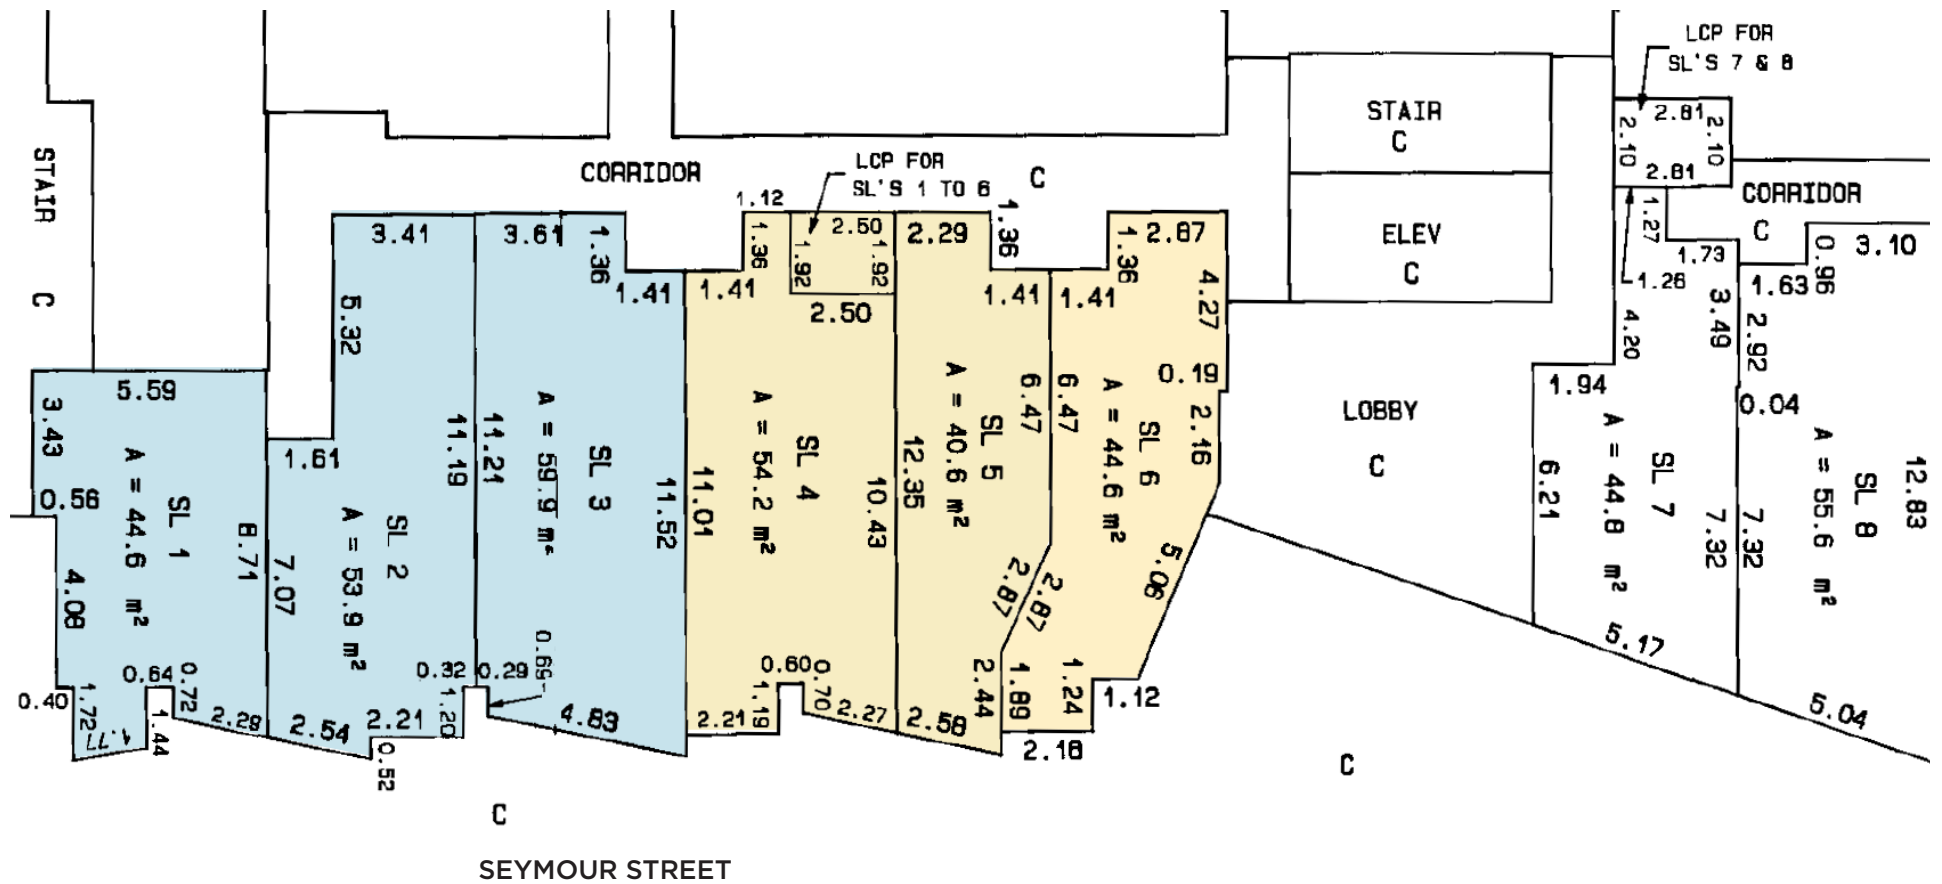 LCP FOR
SL'S 7 & 8
2.81
2.10
2.10
2.81
STAIR
C
CORRIDOR
LCP FOR
SL'S 1 TO 6
C
STAIR
C
ELEV
C
CORRIDOR
C
1.27
1.73
1.26
3.10
0.96
1.63
1.12
1.36
2.50
1.92
1.92
2.50
3.41
3.61
1.36
1.41
1.41
2.29
1.36
1.41
1.41
1.36
2.87
4.27
0.19
2.16
5.32
5.59
3.43
0.56
4.08
0.40
1.72
1.77
1.44
0.64
0.72
2.29
8.71
SL 1
A = 44.6 m²
1.61
7.07
11.19
SL 2
A = 53.9 m²
2.54
2.21
0.52
0.32
1.20
11.21
SL 3
A = 59.9 m²
11.52
0.29
0.69
4.83
11.01
SL 4
A = 54.2 m²
10.43
2.21
1.19
0.60
0.70
2.27
12.35
SL 5
A = 40.6 m²
6.47
2.87
2.44
2.58
6.47
SL 6
A = 44.6 m²
2.87
1.89
1.24
2.18
1.12
5.06
LOBBY
C
4.20
1.94
6.21
SL 7
A = 44.8 m²
3.49
7.32
5.17
2.92
0.04
7.32
SL 8
A = 55.6 m²
12.83
5.04
C
C
SEYMOUR STREET